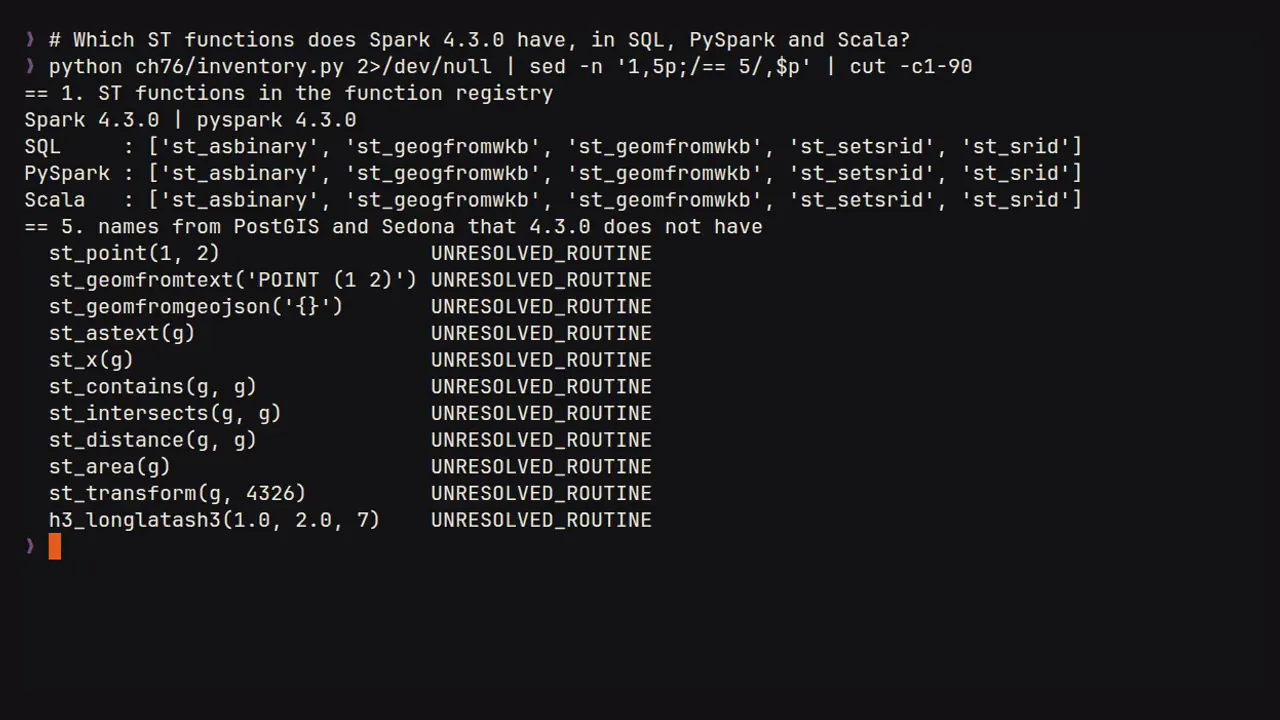 ❯ # Which ST functions does Spark 4.3.0 have, in SQL, PySpark and Scala?
❯ python ch76/inventory.py 2>/dev/null | sed -n '1,5p;/== 5/,$p' | cut -c1-90
== 1. ST functions in the function registry
Spark 4.3.0 | pyspark 4.3.0
SQL     : ['st_asbinary', 'st_geogfromwkb', 'st_geomfromwkb', 'st_setsrid', 'st_srid']
PySpark : ['st_asbinary', 'st_geogfromwkb', 'st_geomfromwkb', 'st_setsrid', 'st_srid']
Scala   : ['st_asbinary', 'st_geogfromwkb', 'st_geomfromwkb', 'st_setsrid', 'st_srid']
== 5. names from PostGIS and Sedona that 4.3.0 does not have
  st_point(1, 2)                 UNRESOLVED_ROUTINE
  st_geomfromtext('POINT (1 2)') UNRESOLVED_ROUTINE
  st_geomfromgeojson('{}')       UNRESOLVED_ROUTINE
  st_astext(g)                   UNRESOLVED_ROUTINE
  st_x(g)                        UNRESOLVED_ROUTINE
  st_contains(g, g)              UNRESOLVED_ROUTINE
  st_intersects(g, g)            UNRESOLVED_ROUTINE
  st_distance(g, g)              UNRESOLVED_ROUTINE
  st_area(g)                     UNRESOLVED_ROUTINE
  st_transform(g, 4326)          UNRESOLVED_ROUTINE
  h3_longlatash3(1.0, 2.0, 7)    UNRESOLVED_ROUTINE
❯